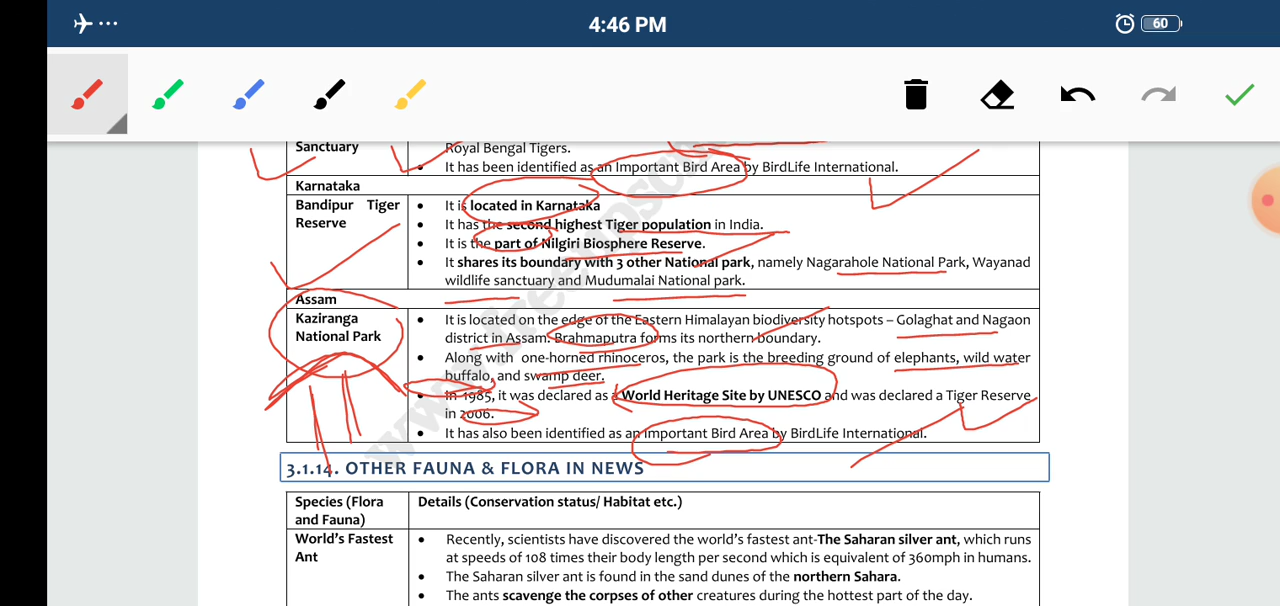 4:46 PM
60
Sanctuary
Royal Bengal Tigers.
• It has been identified as an Important Bird Area by BirdLife International.
Karnataka
Bandipur Tiger
Reserve
• It is located in Karnataka
• It has the second highest Tiger population in India.
• It is the part of Nilgiri Biosphere Reserve.
• It shares its boundary with 3 other National park, namely Nagarahole National Park, Wayanad
wildlife sanctuary and Mudumalai National park.
Assam
Kaziranga
National Park
• It is located on the edge of the Eastern Himalayan biodiversity hotspots – Golaghat and Nagaon
district in Assam. Brahmaputra forms its northern boundary.
• Along with one-horned rhinoceros, the park is the breeding ground of elephants, wild water
buffalo, and swamp deer.
• In 1985, it was declared as a World Heritage Site by UNESCO and was declared a Tiger Reserve
in 2006.
• It has also been identified as an Important Bird Area by BirdLife International.
3.1.14. OTHER FAUNA & FLORA IN NEWS
Species (Flora
and Fauna)
Details (Conservation status/ Habitat etc.)
World's Fastest
Ant
• Recently, scientists have discovered the world's fastest ant-The Saharan silver ant, which runs
at speeds of 108 times their body length per second which is equivalent of 360mph in humans.
• The Saharan silver ant is found in the sand dunes of the northern Sahara.
• The ants scavenge the corpses of other creatures during the hottest part of the day.